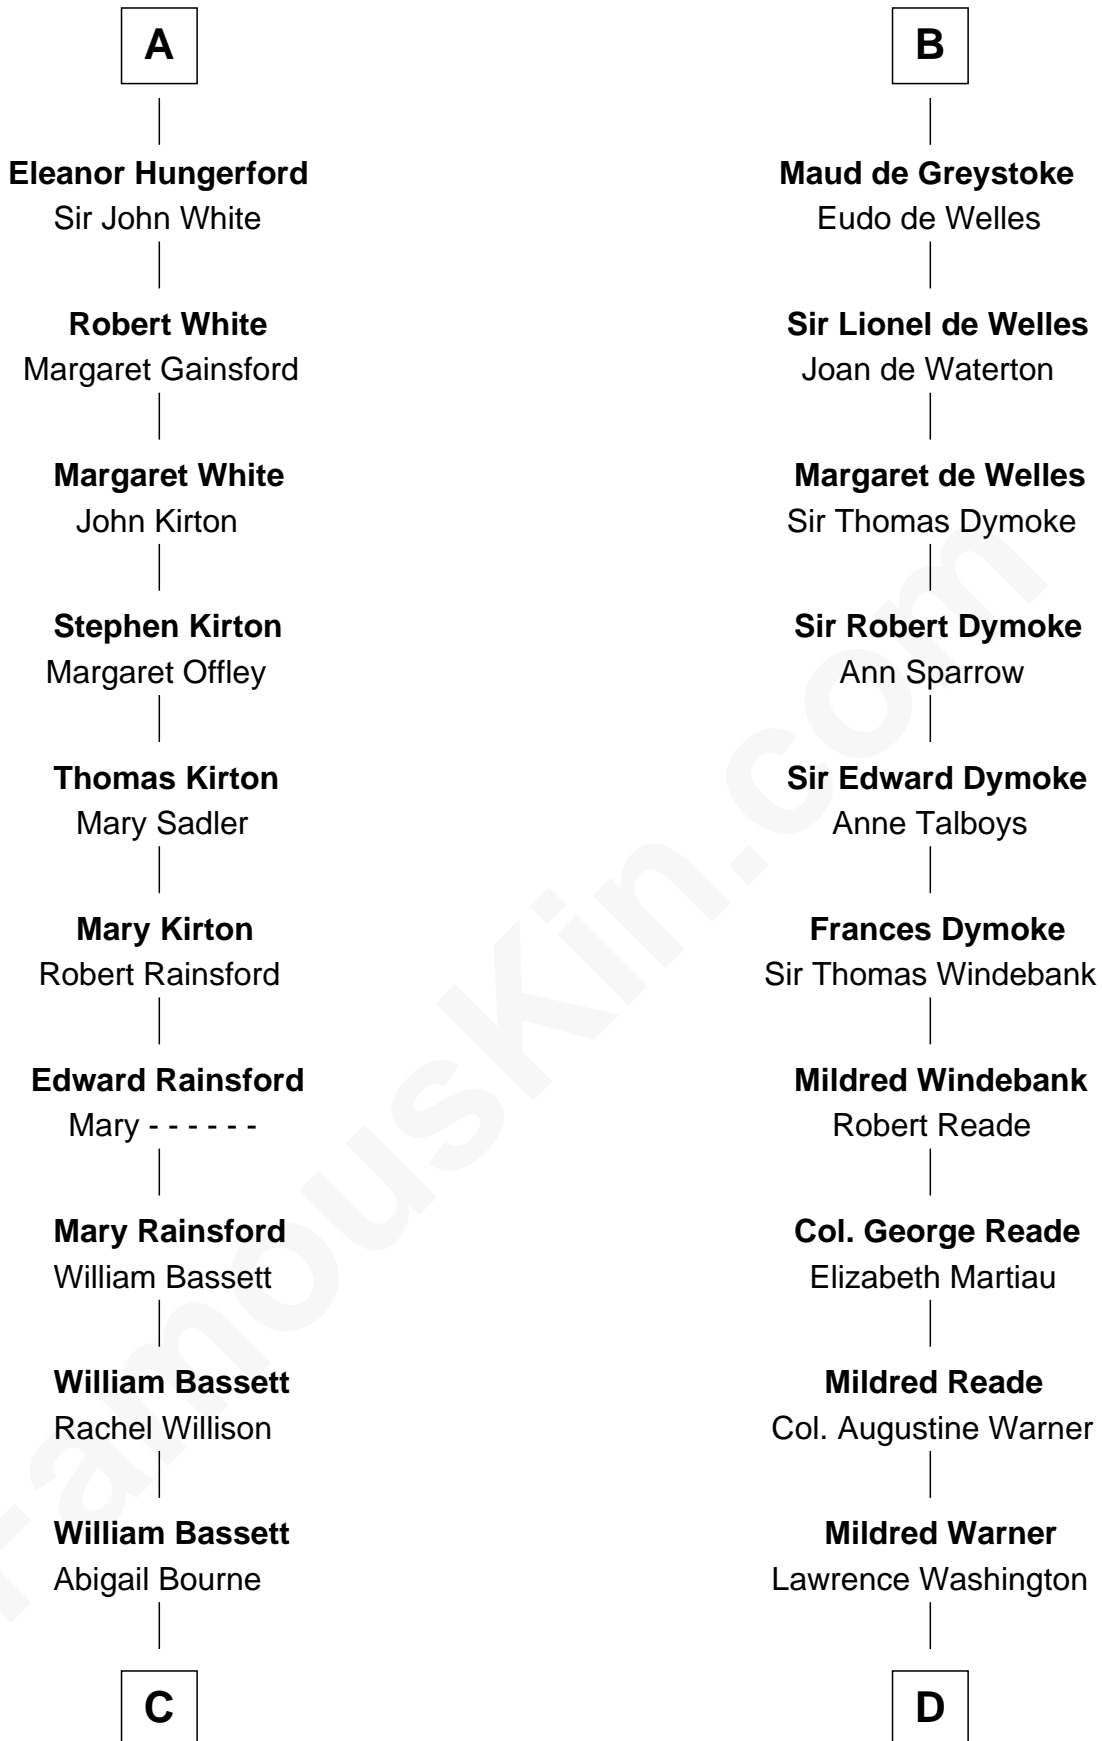 A
Eleanor Hungerford
Sir John White
Robert White
Margaret Gainsford
Margaret White
John Kirton
Stephen Kirton
Margaret Offley
Thomas Kirton
Mary Sadler
Mary Kirton
Robert Rainsford
Edward Rainsford
Mary - - - - - -
Mary Rainsford
William Bassett
William Bassett
Rachel Willison
William Bassett
Abigail Bourne
C
B
Maud de Greystoke
Eudo de Welles
Sir Lionel de Welles
Joan de Waterton
Margaret de Welles
Sir Thomas Dymoke
Sir Robert Dymoke
Ann Sparrow
Sir Edward Dymoke
Anne Talboys
Frances Dymoke
Sir Thomas Windebank
Mildred Windebank
Robert Reade
Col. George Reade
Elizabeth Martiau
Mildred Reade
Col. Augustine Warner
Mildred Warner
Lawrence Washington
D
FamousKin.com